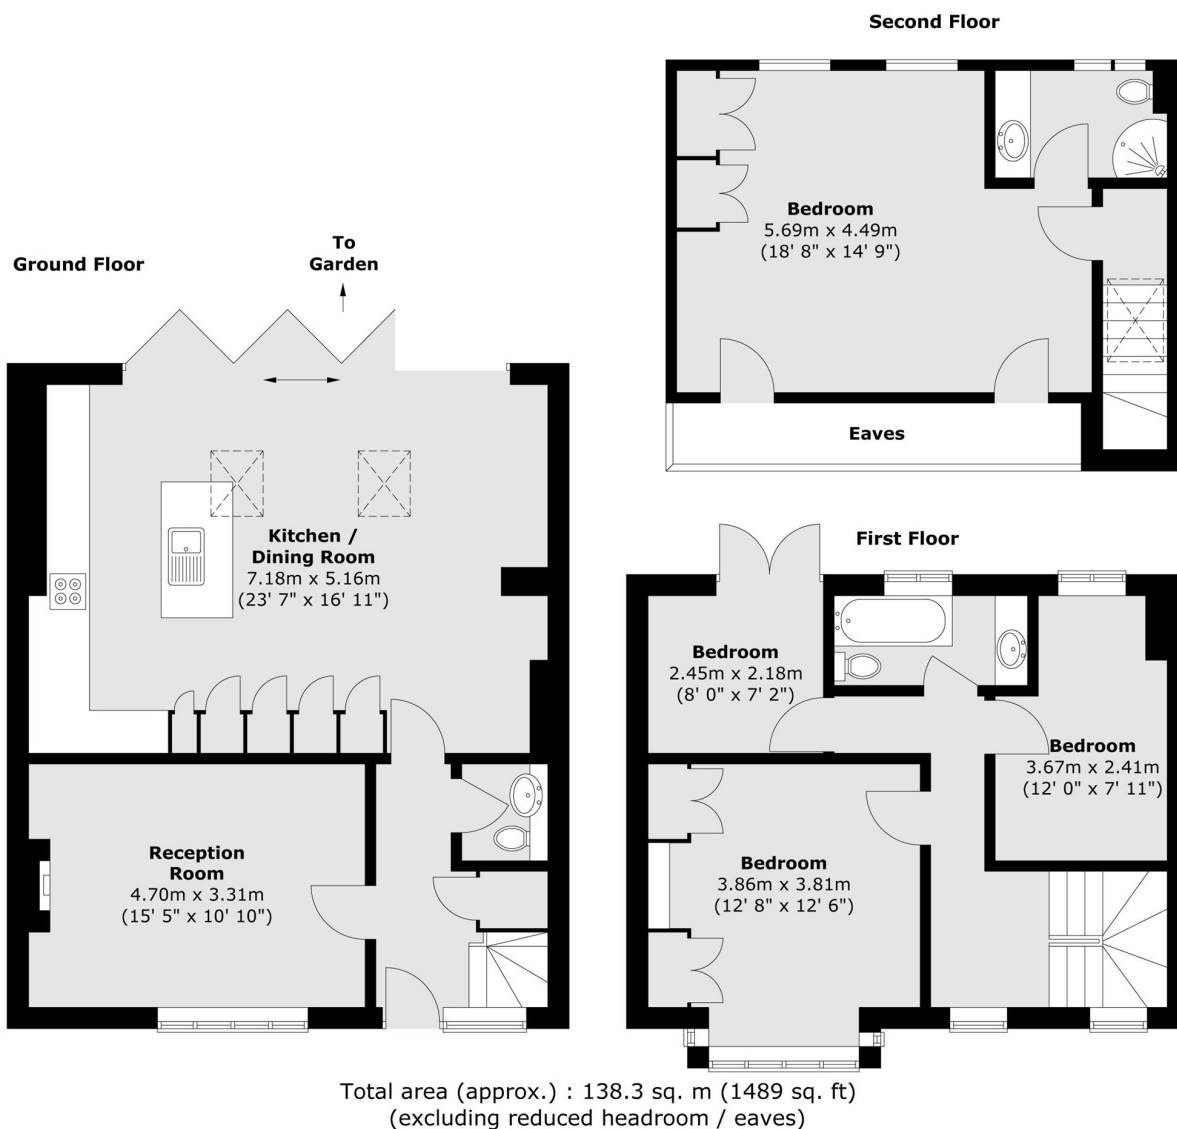 Second Floor
Bedroom
5.69m x 4.49m
(18' 8" x 14' 9")
Eaves
Ground Floor
To
Garden
Kitchen /
Dining Room
7.18m x 5.16m
(23' 7" x 16' 11")
Reception
Room
4.70m x 3.31m
(15' 5" x 10' 10")
First Floor
Bedroom
2.45m x 2.18m
(8' 0" x 7' 2")
Bedroom
3.67m x 2.41m
(12' 0" x 7' 11")
Bedroom
3.86m x 3.81m
(12' 8" x 12' 6")
Total area (approx.) : 138.3 sq. m (1489 sq. ft)
(excluding reduced headroom / eaves)